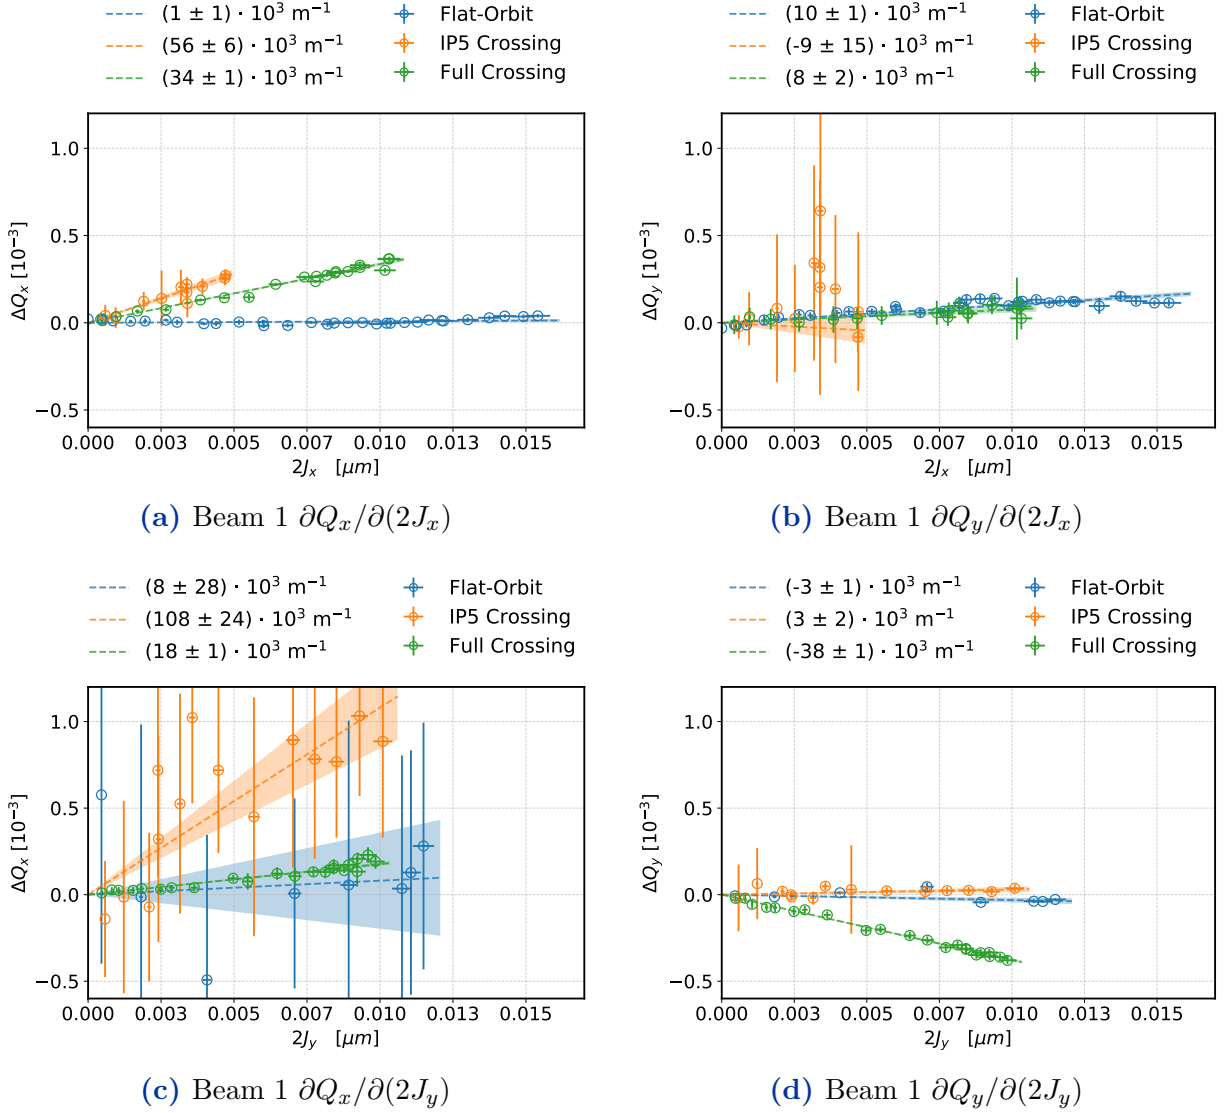 (1 ± 1) · 10³ m⁻¹ Flat-Orbit
(56 ± 6) · 10³ m⁻¹ IP5 Crossing
(34 ± 1) · 10³ m⁻¹ Full Crossing
ΔQₓ [10⁻³]
1.0
0.5
0.0
−0.5
0.000 0.003 0.005 0.007 0.010 0.013 0.015
2Jₓ [μm]
(a) Beam 1 ∂Qₓ/∂(2Jₓ)
(10 ± 1) · 10³ m⁻¹ Flat-Orbit
(-9 ± 15) · 10³ m⁻¹ IP5 Crossing
(8 ± 2) · 10³ m⁻¹ Full Crossing
ΔQ_y [10⁻³]
1.0
0.5
0.0
−0.5
0.000 0.003 0.005 0.007 0.010 0.013 0.015
2Jₓ [μm]
(b) Beam 1 ∂Q_y/∂(2Jₓ)
(8 ± 28) · 10³ m⁻¹ Flat-Orbit
(108 ± 24) · 10³ m⁻¹ IP5 Crossing
(18 ± 1) · 10³ m⁻¹ Full Crossing
ΔQₓ [10⁻³]
1.0
0.5
0.0
−0.5
0.000 0.003 0.005 0.007 0.010 0.013 0.015
2J_y [μm]
(c) Beam 1 ∂Qₓ/∂(2J_y)
(-3 ± 1) · 10³ m⁻¹ Flat-Orbit
(3 ± 2) · 10³ m⁻¹ IP5 Crossing
(-38 ± 1) · 10³ m⁻¹ Full Crossing
ΔQ_y [10⁻³]
1.0
0.5
0.0
−0.5
0.000 0.003 0.005 0.007 0.010 0.013 0.015
2J_y [μm]
(d) Beam 1 ∂Q_y/∂(2J_y)